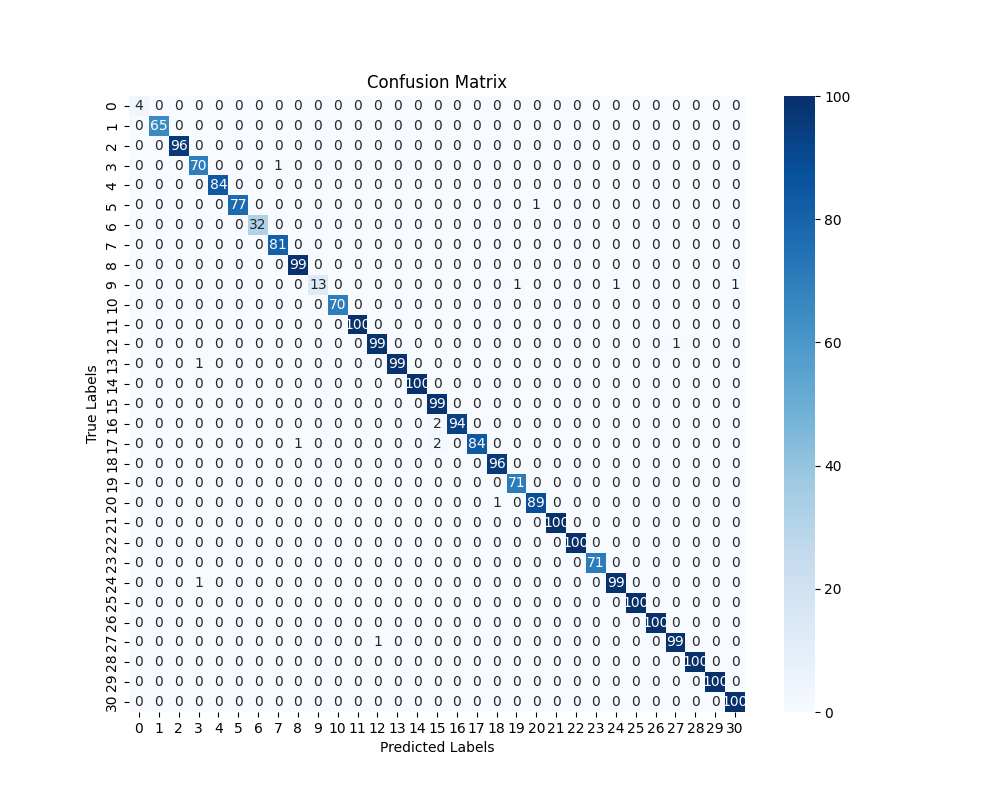 Confusion Matrix
0 4 0 0 0 0 0 0 0 0 0 0 0 0 0 0 0 0 0 0 0 0 0 0 0 0 0 0 0 0 0 0
1 0 65 0 0 0 0 0 0 0 0 0 0 0 0 0 0 0 0 0 0 0 0 0 0 0 0 0 0 0 0 0
2 0 0 96 0 0 0 0 0 0 0 0 0 0 0 0 0 0 0 0 0 0 0 0 0 0 0 0 0 0 0 0
3 0 0 0 70 0 0 0 1 0 0 0 0 0 0 0 0 0 0 0 0 0 0 0 0 0 0 0 0 0 0 0
4 0 0 0 0 84 0 0 0 0 0 0 0 0 0 0 0 0 0 0 0 0 0 0 0 0 0 0 0 0 0 0
5 0 0 0 0 0 77 0 0 0 0 0 0 0 0 0 0 0 0 0 0 1 0 0 0 0 0 0 0 0 0 0
6 0 0 0 0 0 0 32 0 0 0 0 0 0 0 0 0 0 0 0 0 0 0 0 0 0 0 0 0 0 0 0
7 0 0 0 0 0 0 0 81 0 0 0 0 0 0 0 0 0 0 0 0 0 0 0 0 0 0 0 0 0 0 0
8 0 0 0 0 0 0 0 0 99 0 0 0 0 0 0 0 0 0 0 0 0 0 0 0 0 0 0 0 0 0 0
9 0 0 0 0 0 0 0 0 0 13 0 0 0 0 0 0 0 0 0 1 0 0 0 0 1 0 0 0 0 0 1
10 0 0 0 0 0 0 0 0 0 0 70 0 0 0 0 0 0 0 0 0 0 0 0 0 0 0 0 0 0 0 0
11 0 0 0 0 0 0 0 0 0 0 0 100 0 0 0 0 0 0 0 0 0 0 0 0 0 0 0 0 0 0 0
12 0 0 0 0 0 0 0 0 0 0 0 0 99 0 0 0 0 0 0 0 0 0 0 0 0 0 0 1 0 0 0
13 0 0 0 1 0 0 0 0 0 0 0 0 0 99 0 0 0 0 0 0 0 0 0 0 0 0 0 0 0 0 0
14 0 0 0 0 0 0 0 0 0 0 0 0 0 0 100 0 0 0 0 0 0 0 0 0 0 0 0 0 0 0 0
15 0 0 0 0 0 0 0 0 0 0 0 0 0 0 0 99 0 0 0 0 0 0 0 0 0 0 0 0 0 0 0
16 0 0 0 0 0 0 0 0 0 0 0 0 0 0 0 2 94 0 0 0 0 0 0 0 0 0 0 0 0 0 0
17 0 0 0 0 0 0 0 0 1 0 0 0 0 0 0 2 0 84 0 0 0 0 0 0 0 0 0 0 0 0 0
18 0 0 0 0 0 0 0 0 0 0 0 0 0 0 0 0 0 0 96 0 0 0 0 0 0 0 0 0 0 0 0
19 0 0 0 0 0 0 0 0 0 0 0 0 0 0 0 0 0 0 0 71 0 0 0 0 0 0 0 0 0 0 0
20 0 0 0 0 0 0 0 0 0 0 0 0 0 0 0 0 0 0 1 0 89 0 0 0 0 0 0 0 0 0 0
21 0 0 0 0 0 0 0 0 0 0 0 0 0 0 0 0 0 0 0 0 0 100 0 0 0 0 0 0 0 0 0
22 0 0 0 0 0 0 0 0 0 0 0 0 0 0 0 0 0 0 0 0 0 0 100 0 0 0 0 0 0 0 0
23 0 0 0 0 0 0 0 0 0 0 0 0 0 0 0 0 0 0 0 0 0 0 0 71 0 0 0 0 0 0 0
24 0 0 0 1 0 0 0 0 0 0 0 0 0 0 0 0 0 0 0 0 0 0 0 0 99 0 0 0 0 0 0
25 0 0 0 0 0 0 0 0 0 0 0 0 0 0 0 0 0 0 0 0 0 0 0 0 0 100 0 0 0 0 0
26 0 0 0 0 0 0 0 0 0 0 0 0 0 0 0 0 0 0 0 0 0 0 0 0 0 0 100 0 0 0 0
27 0 0 0 0 0 0 0 0 0 0 0 0 1 0 0 0 0 0 0 0 0 0 0 0 0 0 0 99 0 0 0
28 0 0 0 0 0 0 0 0 0 0 0 0 0 0 0 0 0 0 0 0 0 0 0 0 0 0 0 0 100 0 0
29 0 0 0 0 0 0 0 0 0 0 0 0 0 0 0 0 0 0 0 0 0 0 0 0 0 0 0 0 0 100 0
30 0 0 0 0 0 0 0 0 0 0 0 0 0 0 0 0 0 0 0 0 0 0 0 0 0 0 0 0 0 0 100
0 1 2 3 4 5 6 7 8 9 10 11 12 13 14 15 16 17 18 19 20 21 22 23 24 25 26 27 28 29 30
Predicted Labels
True Labels
100
80
60
40
20
0